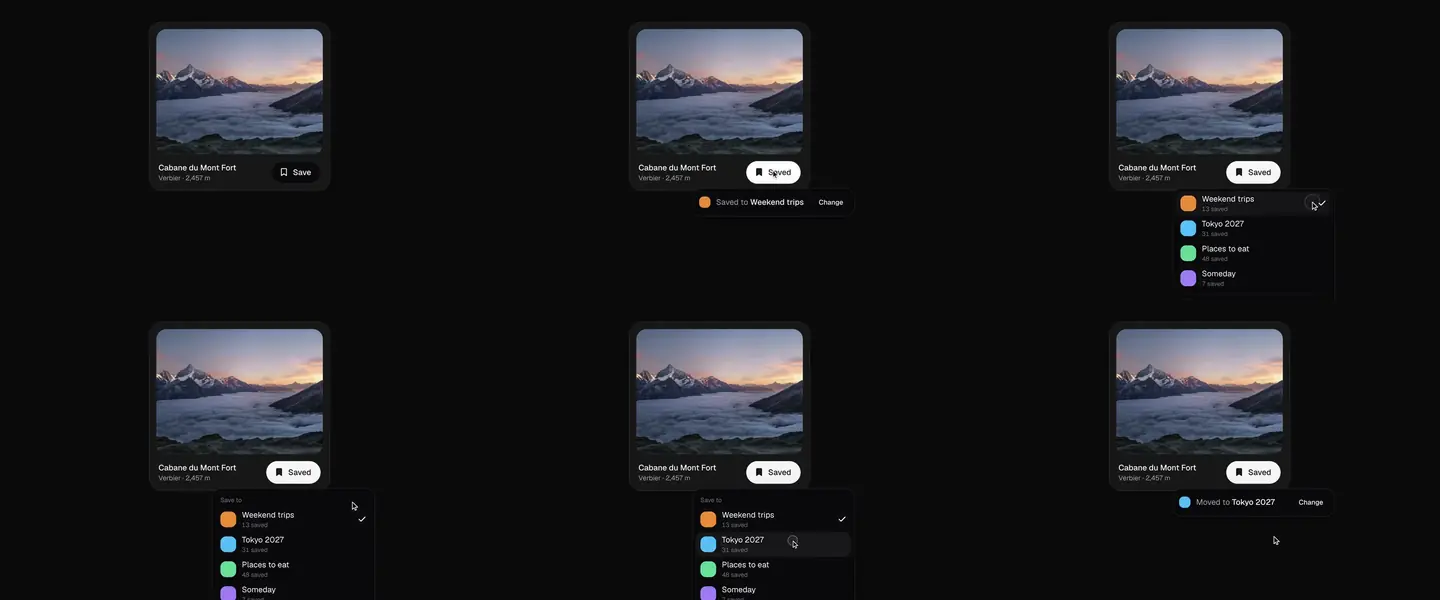 Cabane du Mont Fort
Verbier · 2,457 m
Save
Cabane du Mont Fort
Verbier · 2,457 m
Saved
Saved to Weekend trips
Change
Cabane du Mont Fort
Verbier · 2,457 m
Saved
Weekend trips
13 saved
Tokyo 2027
31 saved
Places to eat
48 saved
Someday
7 saved
Cabane du Mont Fort
Verbier · 2,457 m
Saved
Save to
Weekend trips
13 saved
Tokyo 2027
31 saved
Places to eat
48 saved
Someday
7 saved
Cabane du Mont Fort
Verbier · 2,457 m
Saved
Save to
Weekend trips
13 saved
Tokyo 2027
31 saved
Places to eat
48 saved
Someday
7 saved
Cabane du Mont Fort
Verbier · 2,457 m
Saved
Moved to Tokyo 2027
Change